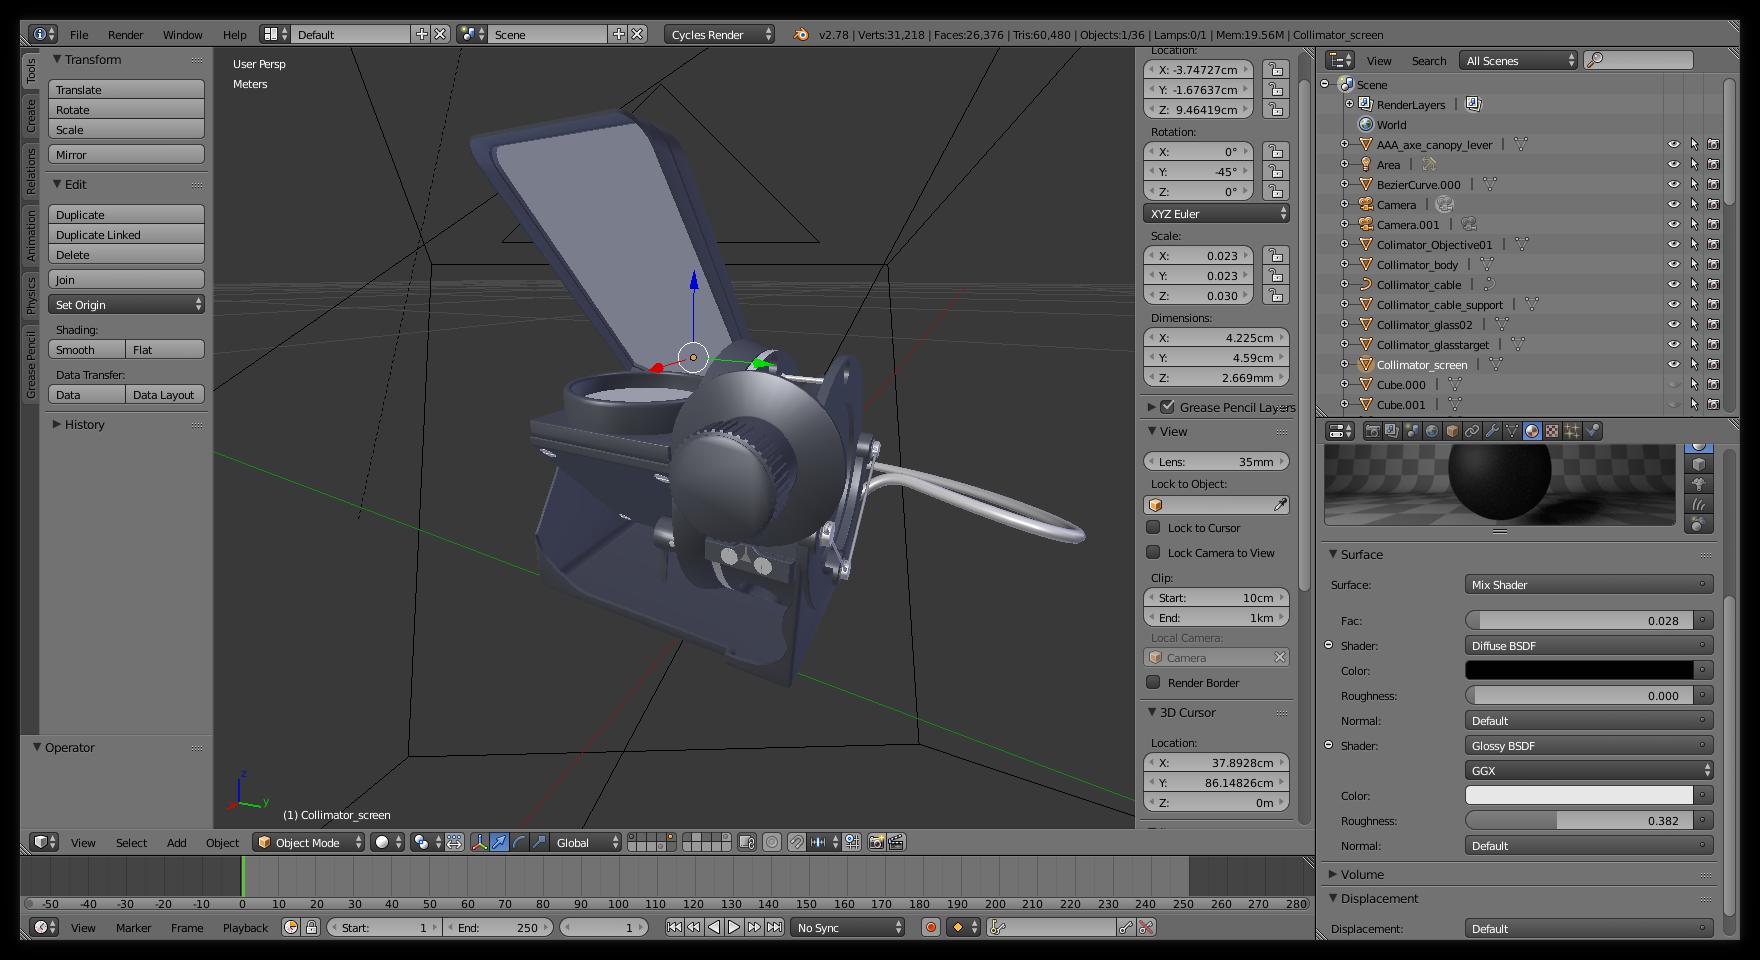 File Render Window Help Default Scene Cycles Render v2.78 | Verts:31,218 | Faces:26,376 | Tris:60,480 | Objects:1/36 | Lamps:0/1 | Mem:19.56M | Collimator_screen
Tools
Create
Relations
Animation
Physics
Grease Pencil
Transform
Translate
Rotate
Scale
Mirror
Edit
Duplicate
Duplicate Linked
Delete
Join
Set Origin
Shading:
Smooth Flat
Data Transfer:
Data Data Layout
History
Operator
User Persp
Meters
z
y
(1) Collimator_screen
Location:
X: -3.74727cm
Y: -1.67637cm
Z: 9.46419cm
Rotation:
X: 0°
Y: -45°
Z: 0°
XYZ Euler
Scale:
X: 0.023
Y: 0.023
Z: 0.030
Dimensions:
X: 4.225cm
Y: 4.59cm
Z: 2.669mm
Grease Pencil Layers
View
Lens: 35mm
Lock to Object:
Lock to Cursor
Lock Camera to View
Clip:
Start: 10cm
End: 1km
Local Camera:
Camera
Render Border
3D Cursor
Location:
X: 37.8928cm
Y: 86.14826cm
Z: 0m
View Search All Scenes
Scene
RenderLayers
World
AAA_axe_canopy_lever
Area
BezierCurve.000
Camera
Camera.001
Colimator_Objective01
Collimator_body
Collimator_cable
Collimator_cable_support
Collimator_glass02
Collimator_glasstarget
Collimator_screen
Cube.000
Cube.001
Surface
Surface: Mix Shader
Fac: 0.028
Shader: Diffuse BSDF
Color:
Roughness: 0.000
Normal: Default
Shader: Glossy BSDF
GGX
Color:
Roughness: 0.382
Normal: Default
Volume
Displacement
Displacement: Default
View Select Add Object Object Mode Global
-50 -40 -30 -20 -10 0 10 20 30 40 50 60 70 80 90 100 110 120 130 140 150 160 170 180 190 200 210 220 230 240 250 260 270 280
View Marker Frame Playback Start: 1 End: 250 1 No Sync